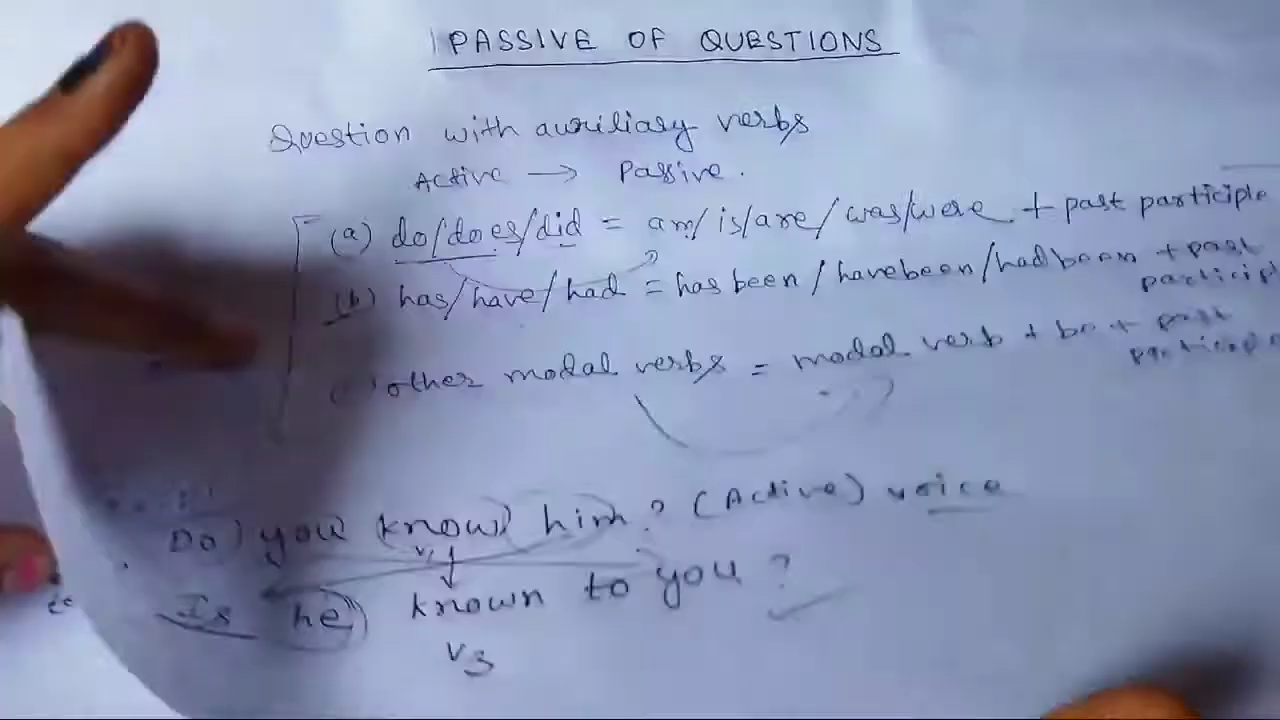 PASSIVE OF QUESTIONS
Question with auxiliary verbs
Active → Passive.
(a) do/does/did = am/is/are/was/were + past participle
(b) has/have/had = has been/have been/had been + past
particip
other modal verbs = modal verb + be + past
participl
Do you know him? (Active) voice
V1
Is he known to you?
V3